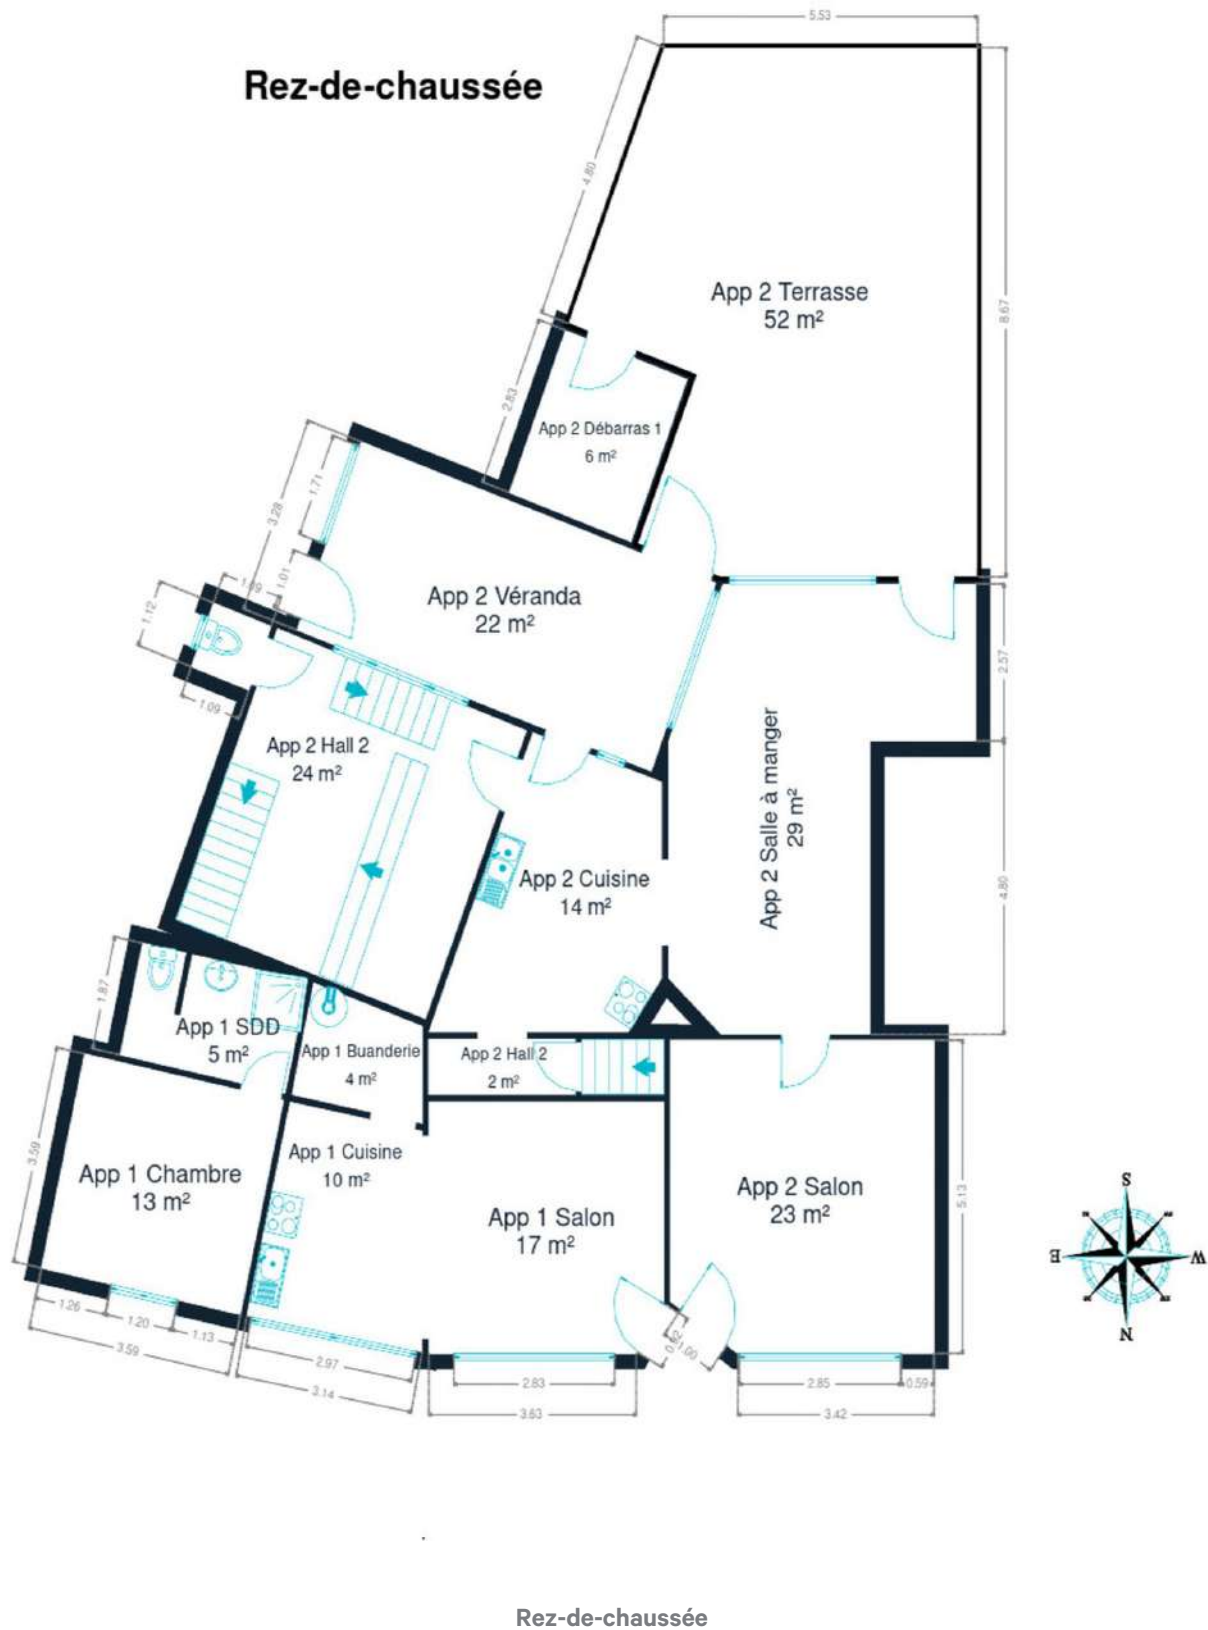 5.53
Rez-de-chaussée
4.80
App 2 Terrasse
52 m²
8.67
2.83
App 2 Débarras 1
6 m²
1.71
3.28
1.01
1.09
1.12
App 2 Véranda
22 m²
2.57
1.09
App 2 Hall 2
24 m²
App 2 Salle à manger
29 m²
App 2 Cuisine
14 m²
4.80
1.87
App 1 SDD
5 m²
App 1 Buanderie
4 m²
App 2 Hall 2
2 m²
3.59
App 1 Chambre
13 m²
App 1 Cuisine
10 m²
App 1 Salon
17 m²
App 2 Salon
23 m²
5.13
S
E
W
N
1.26
1.20
1.13
3.59
2.97
3.14
2.83
3.63
1.00
2.85
0.59
3.42
Rez-de-chaussée